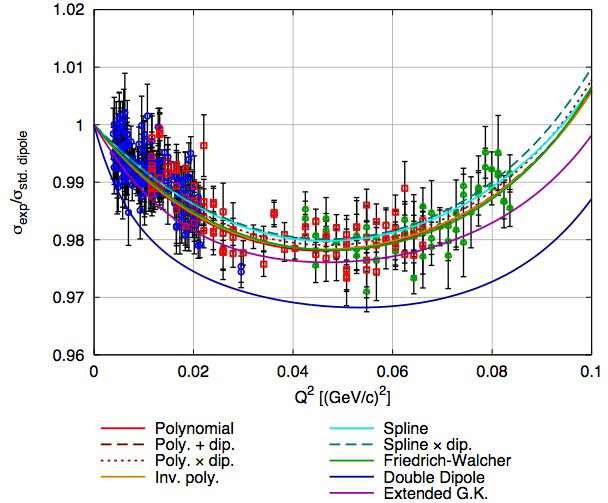 1.02
1.01
1
0.99
0.98
0.97
0.96
σexp/σstd. dipole
0
0.02
0.04
0.06
0.08
0.1
Q² [(GeV/c)²]
Polynomial
Poly. + dip.
Poly. × dip.
Inv. poly.
Spline
Spline × dip.
Friedrich-Walcher
Double Dipole
Extended G.K.